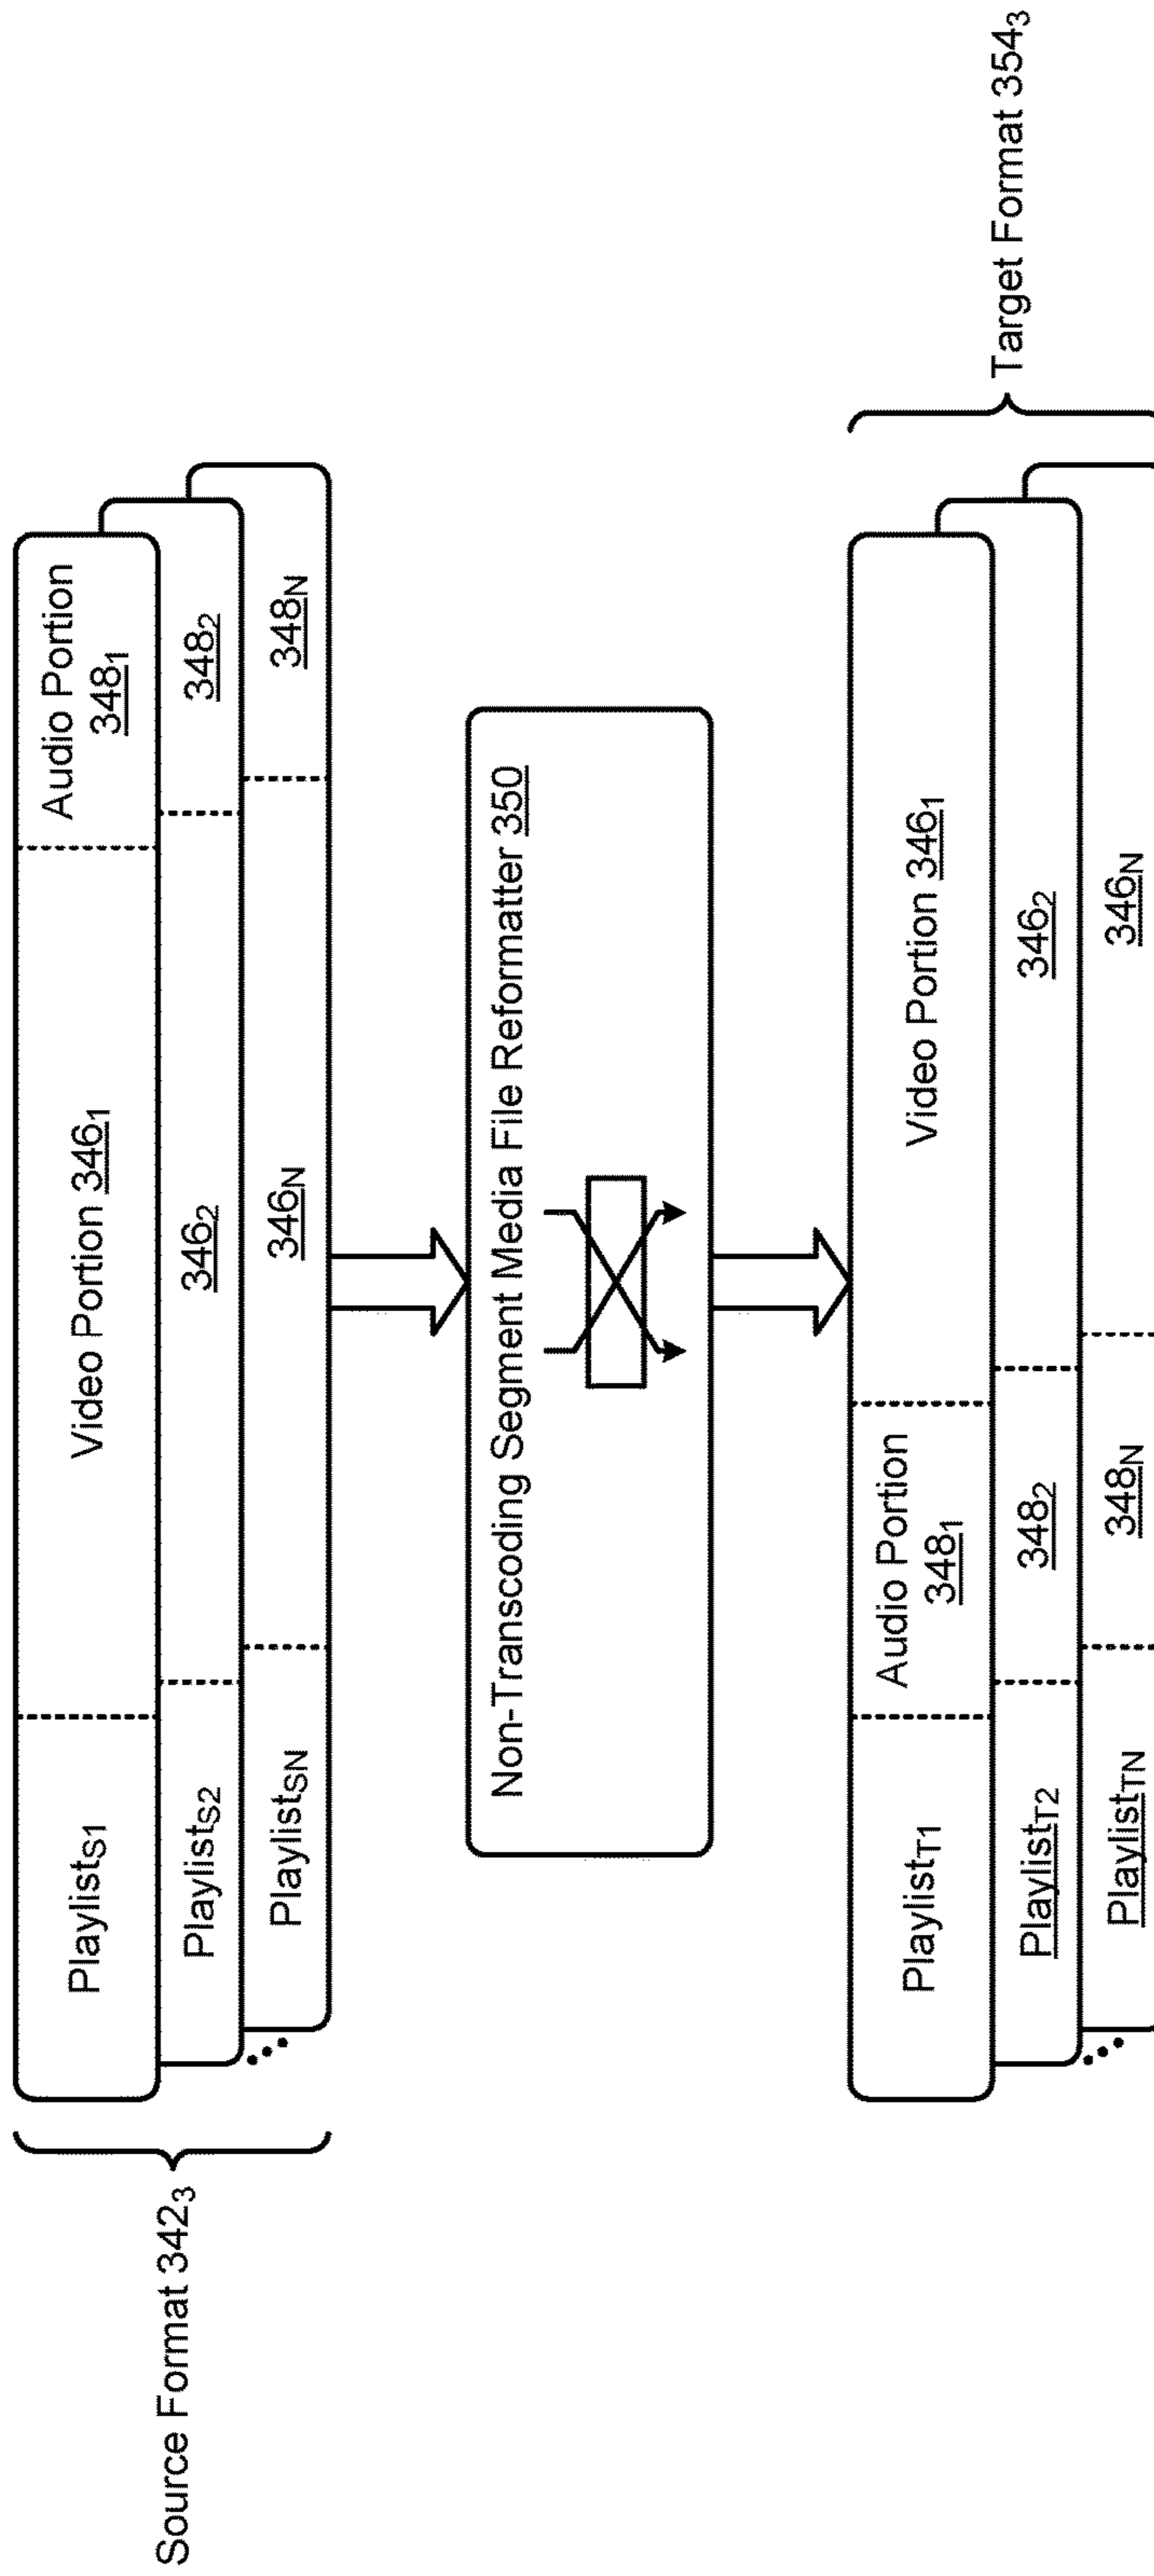 Source Format 342₃
Playlist_S1
Video Portion 346₁
Audio Portion
348₁
Playlist_S2
346₂
348₂
Playlist_SN
346_N
348_N
Non-Transcoding Segment Media File Reformatter 350
Playlist_T1
Audio Portion
348₁
Video Portion 346₁
Playlist_T2
348₂
346₂
Playlist_TN
348_N
346_N
Target Format 354₃